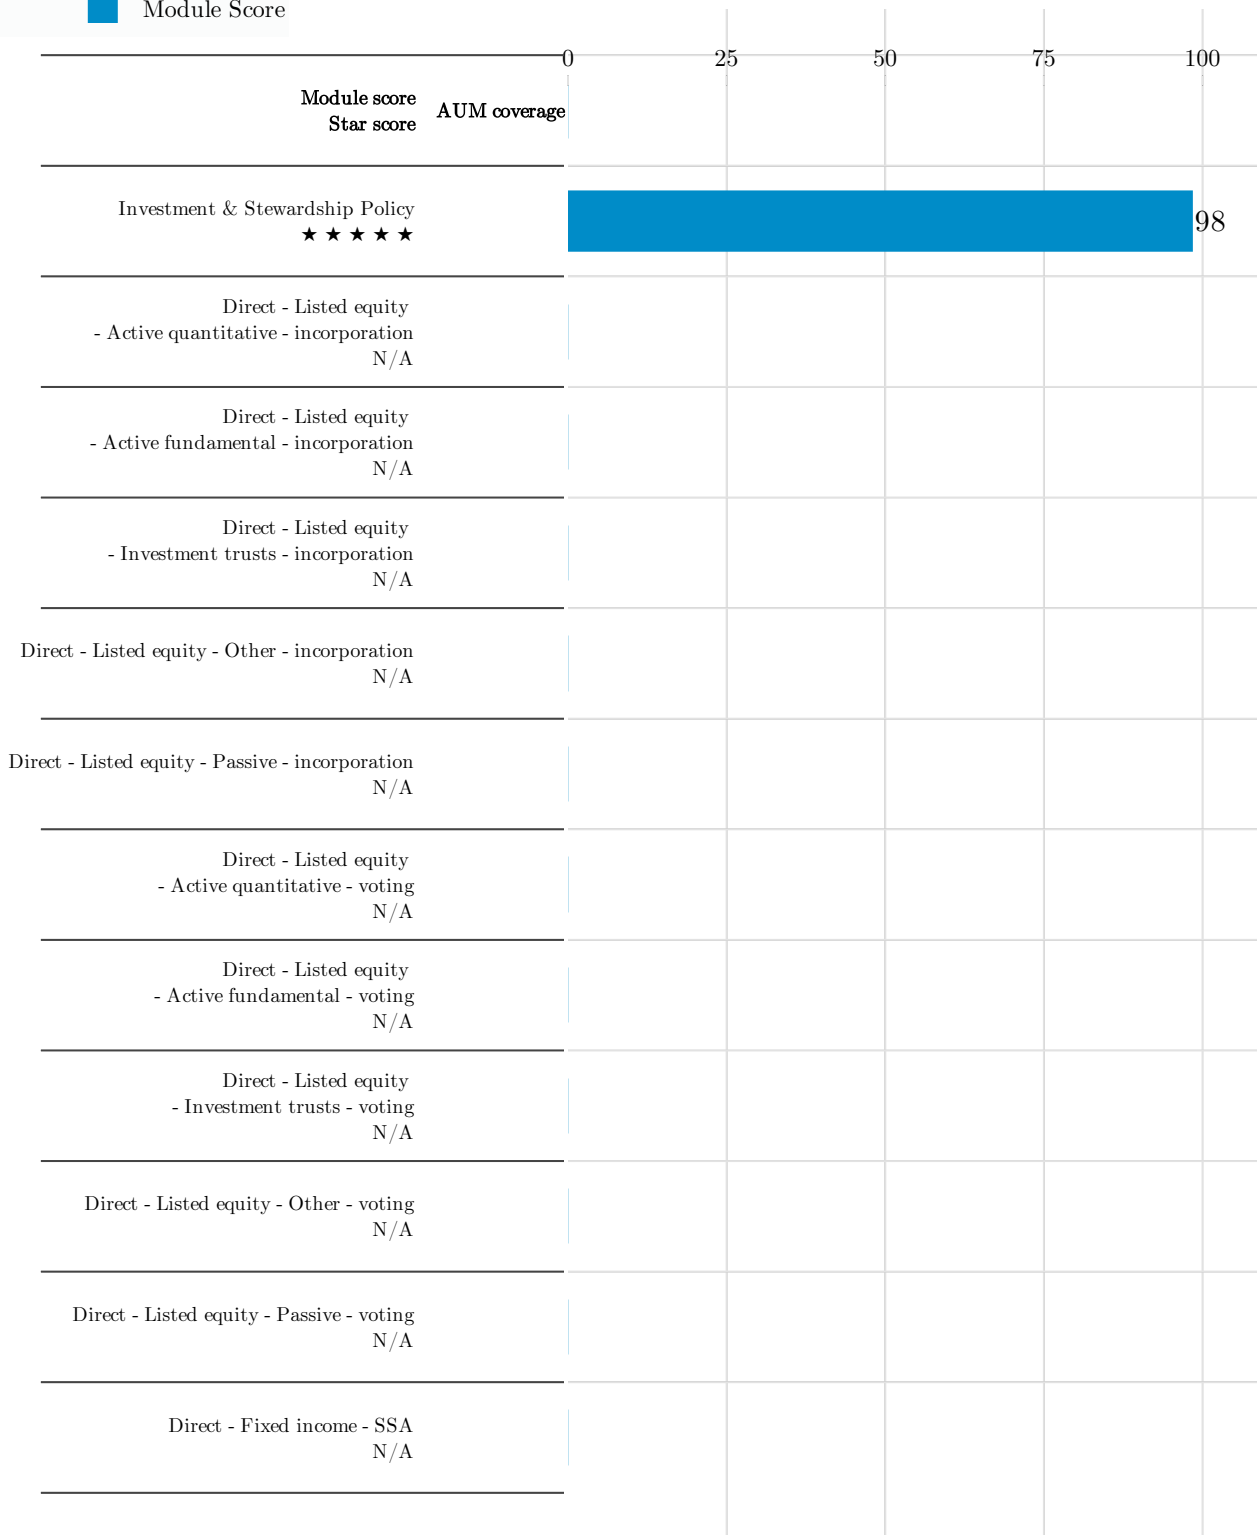 Module Score
0 25 50 75 100
Module score
Star score
AUM coverage
Investment & Stewardship Policy
★ ★ ★ ★ ★
98
Direct - Listed equity
- Active quantitative - incorporation
N/A
Direct - Listed equity
- Active fundamental - incorporation
N/A
Direct - Listed equity
- Investment trusts - incorporation
N/A
Direct - Listed equity - Other - incorporation
N/A
Direct - Listed equity - Passive - incorporation
N/A
Direct - Listed equity
- Active quantitative - voting
N/A
Direct - Listed equity
- Active fundamental - voting
N/A
Direct - Listed equity
- Investment trusts - voting
N/A
Direct - Listed equity - Other - voting
N/A
Direct - Listed equity - Passive - voting
N/A
Direct - Fixed income - SSA
N/A